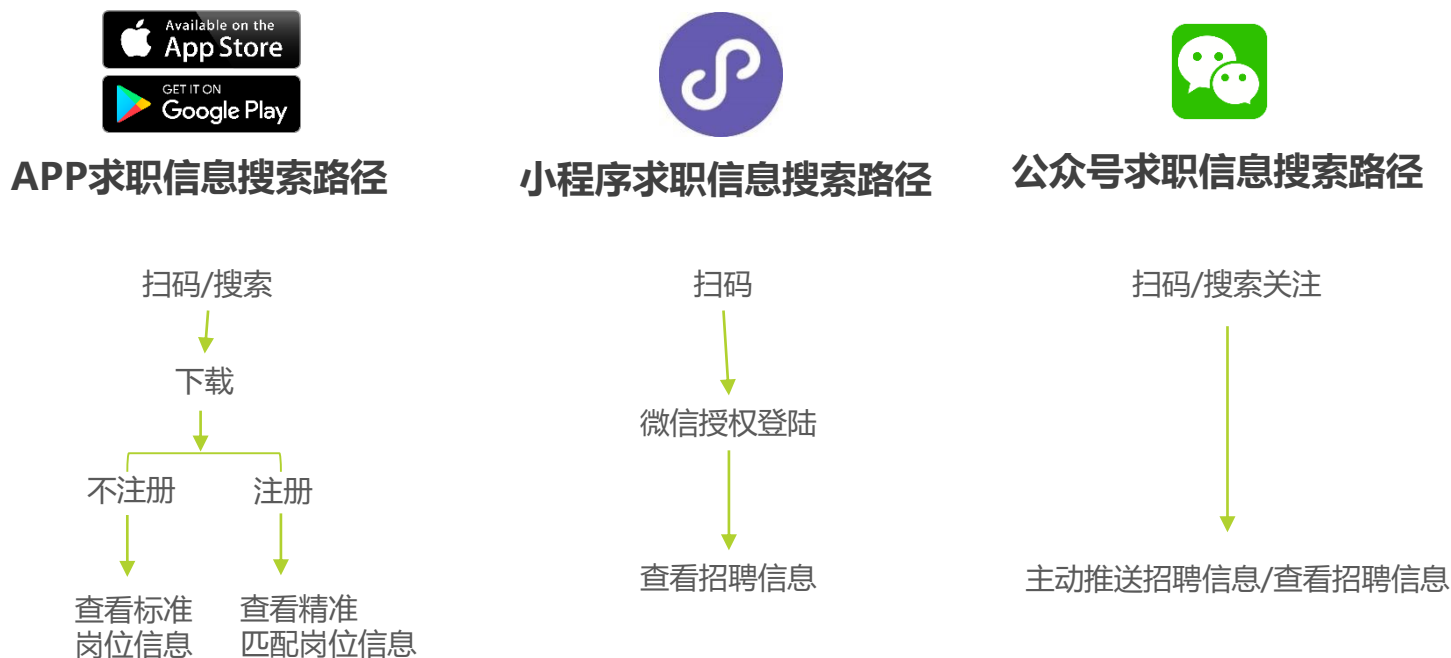 Available on the
App Store
GET IT ON
Google Play
APP求职信息搜索路径
扫码/搜索
下载
不注册
注册
查看标准
岗位信息
查看精准
匹配岗位信息
小程序求职信息搜索路径
扫码
微信授权登陆
查看招聘信息
公众号求职信息搜索路径
扫码/搜索关注
主动推送招聘信息/查看招聘信息